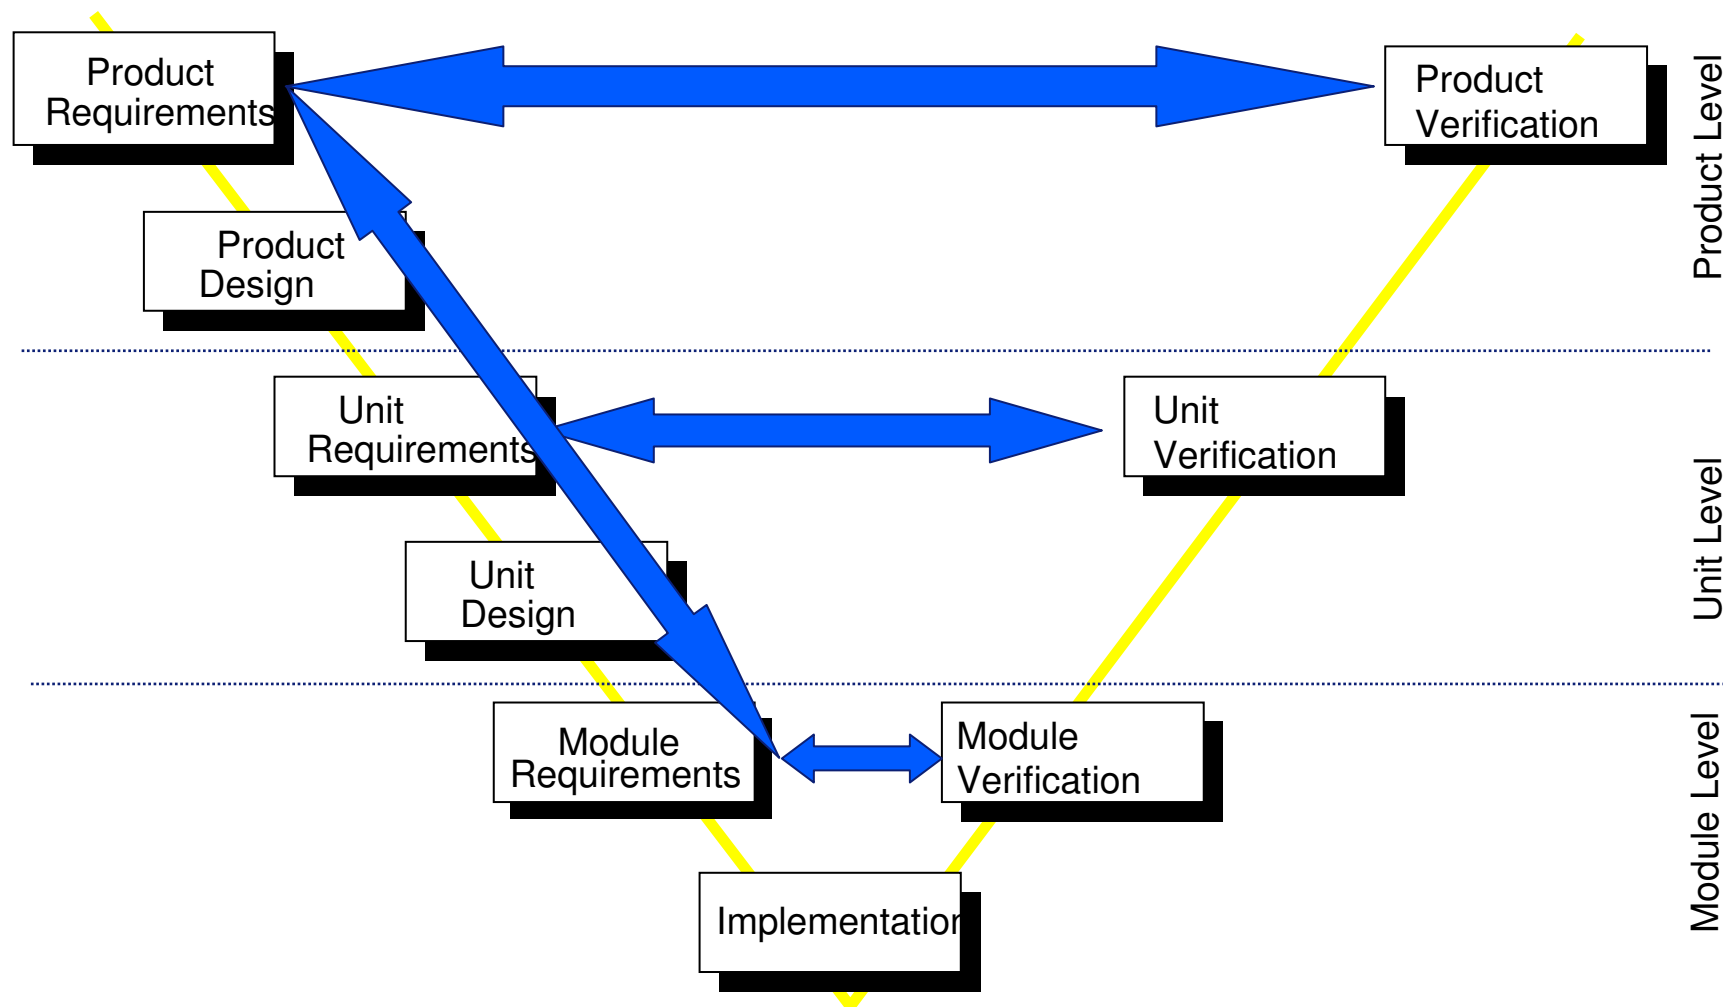 Product
Requirements
Product
Verification
Product Level
Product
Design
Unit
Requirements
Unit
Verification
Unit Level
Unit
Design
Module
Requirements
Module
Verification
Module Level
Implementation